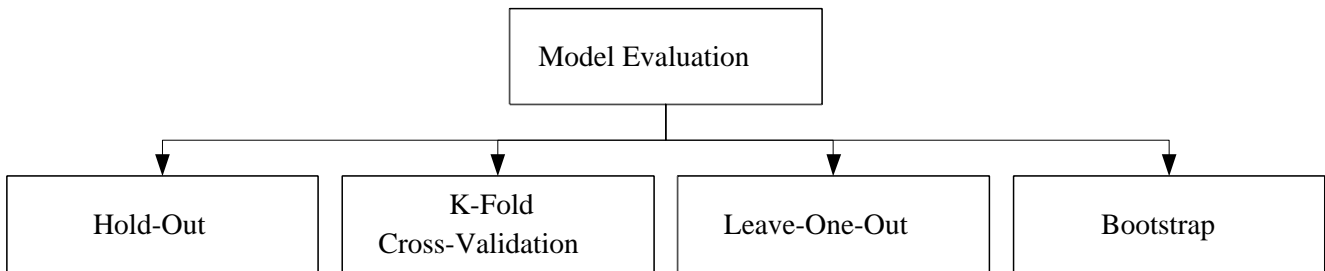 Model Evaluation
Hold-Out
K-Fold
Cross-Validation
Leave-One-Out
Bootstrap